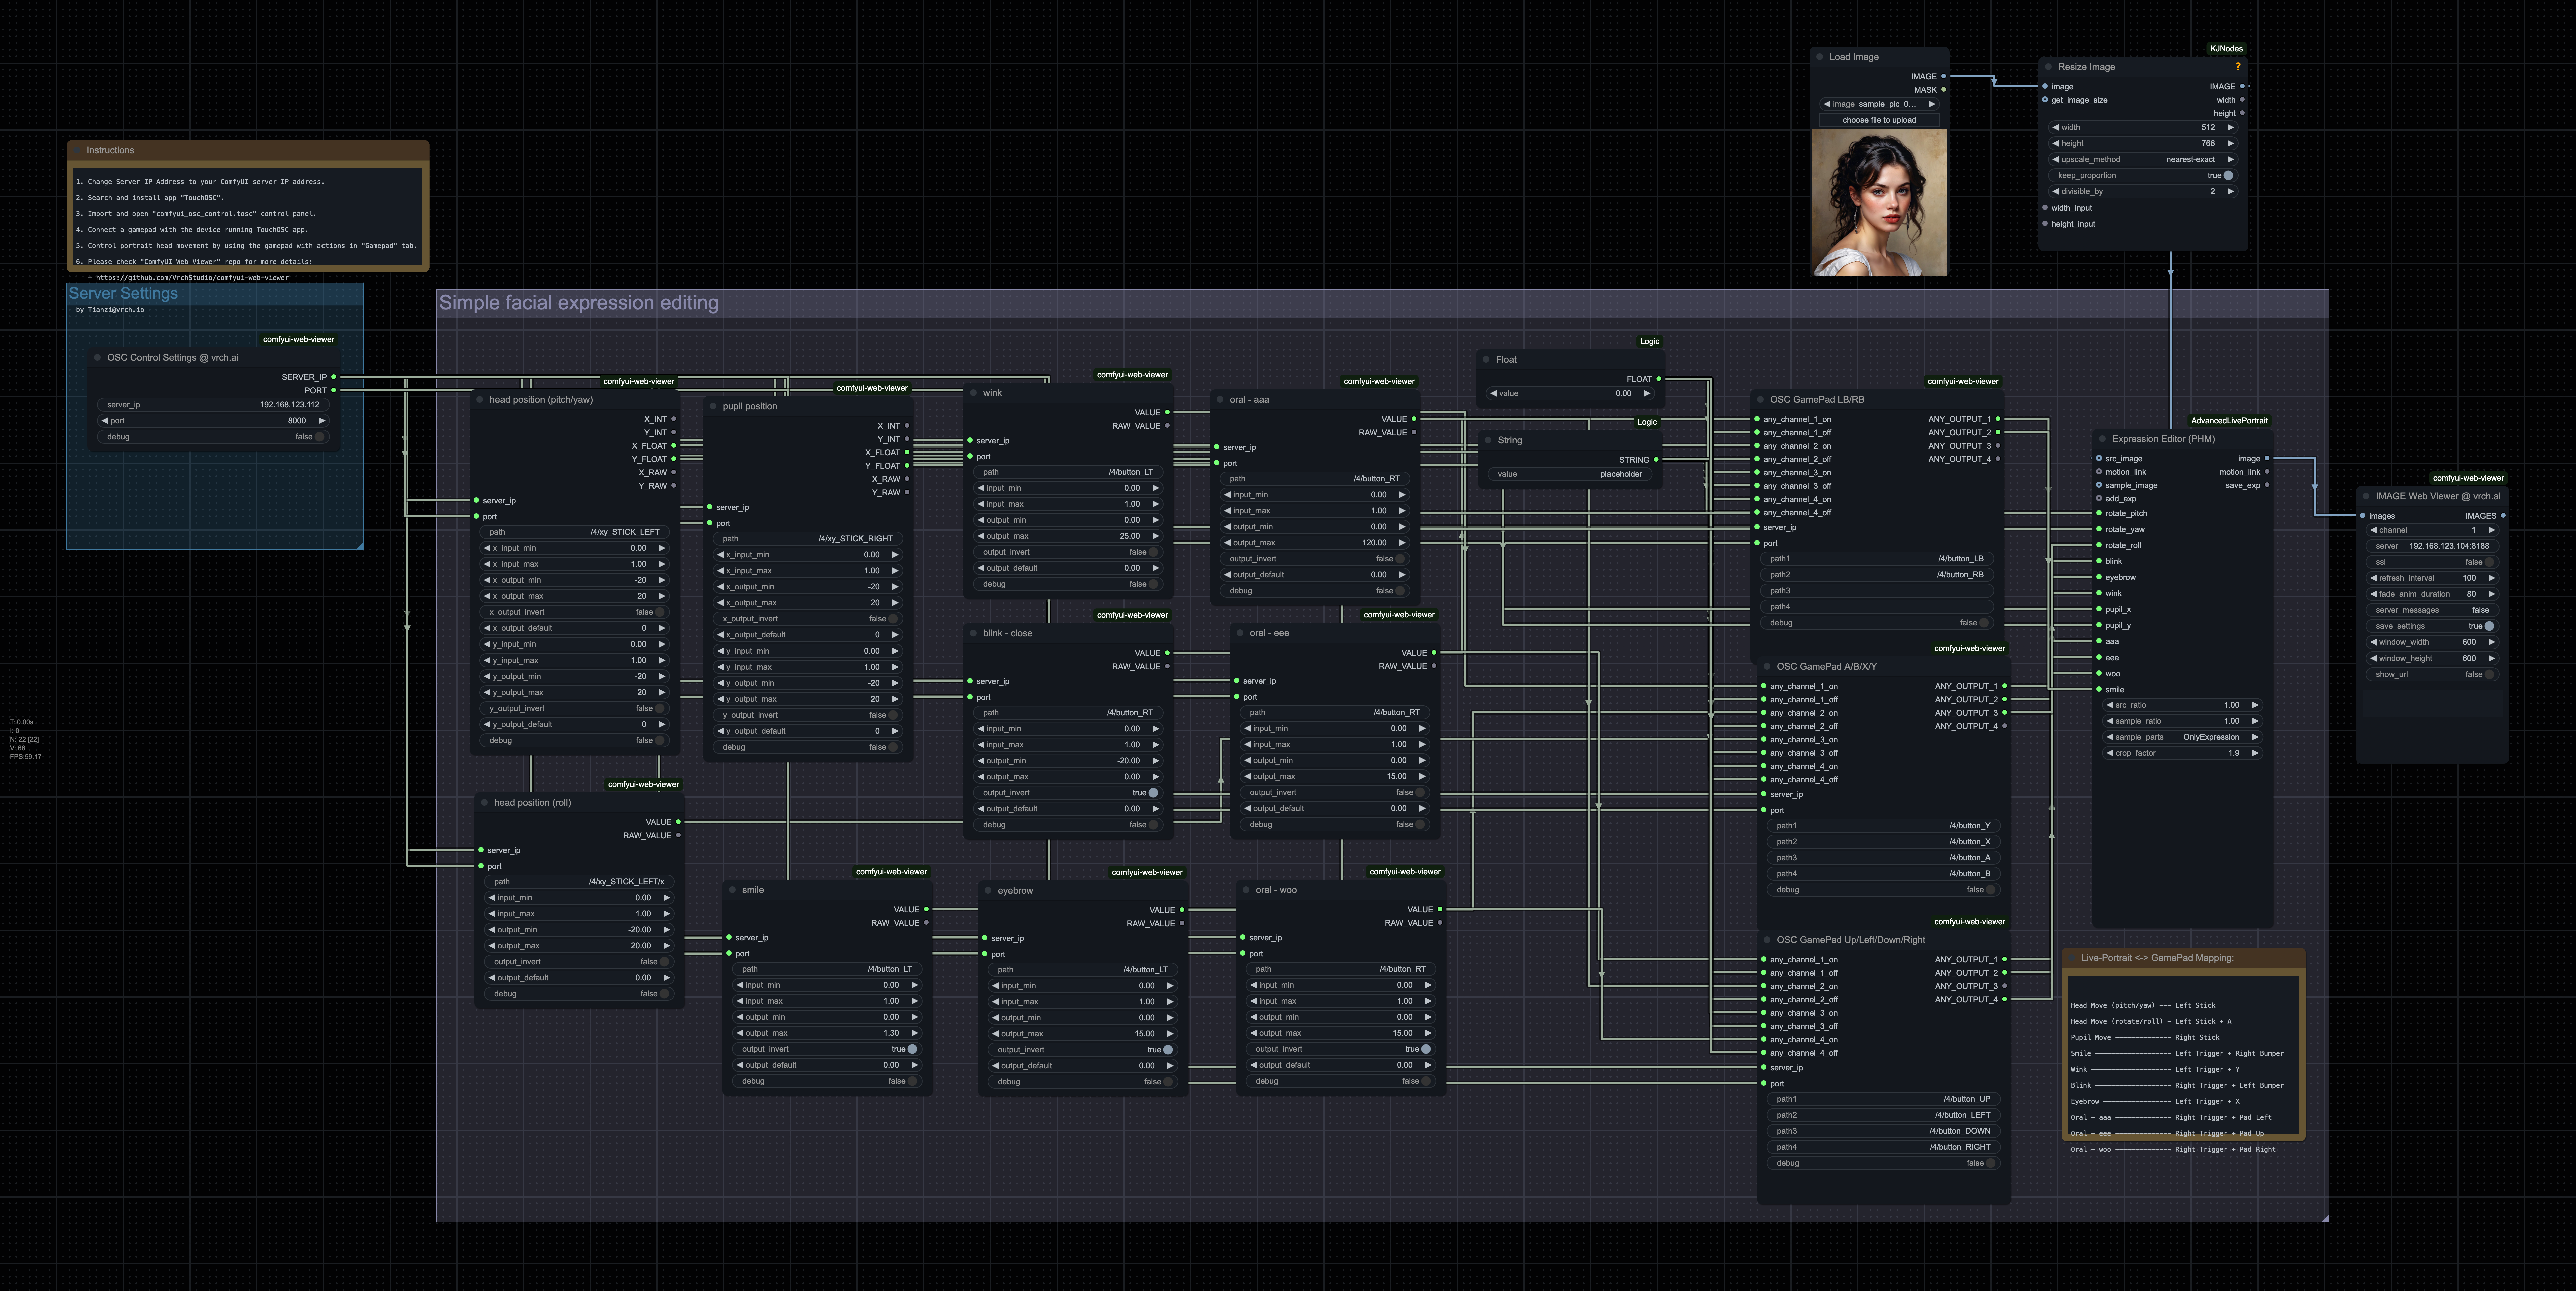 Instructions
1. Change Server IP Address to your ComfyUI server IP address.
2. Search and install app "TouchOSC".
3. Import and open "comfyui_osc_control.tosc" control panel.
4. Connect a gamepad with the device running TouchOSC app.
5. Control portrait head movement by using the gamepad with actions in "Gamepad" tab.
6. Please check "ComfyUI Web Viewer" repo for more details:
- https://github.com/VrchStudio/comfyui-web-viewer
Server Settings
by Tianzi@vrch.io
comfyui-web-viewer
OSC Control Settings @ vrch.ai
SERVER_IP
PORT
server_ip 192.168.123.112
port 8000
debug false
T: 0.00s
I: 0
N: 22 [22]
V: 68
FPS:59.17
Load Image
IMAGE
MASK
image sample_pic_0...
choose file to upload
KJNodes
Resize Image ?
image IMAGE
get_image_size width
height
width 512
height 768
upscale_method nearest-exact
keep_proportion true
divisible_by 2
width_input
height_input
Simple facial expression editing
comfyui-web-viewer
head position (pitch/yaw)
X_INT
Y_INT
X_FLOAT
Y_FLOAT
X_RAW
Y_RAW
server_ip
port
path /4/xy_STICK_LEFT
x_input_min 0.00
x_input_max 1.00
x_output_min -20
x_output_max 20
x_output_invert false
x_output_default 0
y_input_min 0.00
y_input_max 1.00
y_output_min -20
y_output_max 20
y_output_invert false
y_output_default 0
debug false
comfyui-web-viewer
head position (roll)
VALUE
RAW_VALUE
server_ip
port
path /4/xy_STICK_LEFT/x
input_min 0.00
input_max 1.00
output_min -20.00
output_max 20.00
output_invert false
output_default 0.00
debug false
comfyui-web-viewer
pupil position
X_INT
Y_INT
X_FLOAT
Y_FLOAT
X_RAW
Y_RAW
server_ip
port
path /4/xy_STICK_RIGHT
x_input_min 0.00
x_input_max 1.00
x_output_min -20
x_output_max 20
x_output_invert false
x_output_default 0
y_input_min 0.00
y_input_max 1.00
y_output_min -20
y_output_max 20
y_output_invert false
y_output_default 0
debug false
comfyui-web-viewer
smile
VALUE
RAW_VALUE
server_ip
port
path /4/button_LT
input_min 0.00
input_max 1.00
output_min 0.00
output_max 1.30
output_invert true
output_default 0.00
debug false
comfyui-web-viewer
wink
VALUE
RAW_VALUE
server_ip
port
path /4/button_LT
input_min 0.00
input_max 1.00
output_min 0.00
output_max 25.00
output_invert false
output_default 0.00
debug false
comfyui-web-viewer
blink - close
VALUE
RAW_VALUE
server_ip
port
path /4/button_RT
input_min 0.00
input_max 1.00
output_min -20.00
output_max 0.00
output_invert true
output_default 0.00
debug false
comfyui-web-viewer
eyebrow
VALUE
RAW_VALUE
server_ip
port
path /4/button_LT
input_min 0.00
input_max 1.00
output_min 0.00
output_max 15.00
output_invert true
output_default 0.00
debug false
comfyui-web-viewer
oral - aaa
VALUE
RAW_VALUE
server_ip
port
path /4/button_RT
input_min 0.00
input_max 1.00
output_min 0.00
output_max 120.00
output_invert false
output_default 0.00
debug false
comfyui-web-viewer
oral - eee
VALUE
RAW_VALUE
server_ip
port
path /4/button_RT
input_min 0.00
input_max 1.00
output_min 0.00
output_max 15.00
output_invert false
output_default 0.00
debug false
comfyui-web-viewer
oral - woo
VALUE
RAW_VALUE
server_ip
port
path /4/button_RT
input_min 0.00
input_max 1.00
output_min 0.00
output_max 15.00
output_invert true
output_default 0.00
debug false
Logic
Float
FLOAT
value 0.00
Logic
String
STRING
value placeholder
comfyui-web-viewer
OSC GamePad LB/RB
any_channel_1_on ANY_OUTPUT_1
any_channel_1_off ANY_OUTPUT_2
any_channel_2_on ANY_OUTPUT_3
any_channel_2_off ANY_OUTPUT_4
any_channel_3_on
any_channel_3_off
any_channel_4_on
any_channel_4_off
server_ip
port
path1 /4/button_LB
path2 /4/button_RB
path3
path4
debug false
comfyui-web-viewer
OSC GamePad A/B/X/Y
any_channel_1_on ANY_OUTPUT_1
any_channel_1_off ANY_OUTPUT_2
any_channel_2_on ANY_OUTPUT_3
any_channel_2_off ANY_OUTPUT_4
any_channel_3_on
any_channel_3_off
any_channel_4_on
any_channel_4_off
server_ip
port
path1 /4/button_Y
path2 /4/button_X
path3 /4/button_A
path4 /4/button_B
debug false
comfyui-web-viewer
OSC GamePad Up/Left/Down/Right
any_channel_1_on ANY_OUTPUT_1
any_channel_1_off ANY_OUTPUT_2
any_channel_2_on ANY_OUTPUT_3
any_channel_2_off ANY_OUTPUT_4
any_channel_3_on
any_channel_3_off
any_channel_4_on
any_channel_4_off
server_ip
port
path1 /4/button_UP
path2 /4/button_LEFT
path3 /4/button_DOWN
path4 /4/button_RIGHT
debug false
AdvancedLivePortrait
Expression Editor (PHM)
src_image image
motion_link motion_link
sample_image save_exp
add_exp
rotate_pitch
rotate_yaw
rotate_roll
blink
eyebrow
wink
pupil_x
pupil_y
aaa
eee
woo
smile
src_ratio 1.00
sample_ratio 1.00
sample_parts OnlyExpression
crop_factor 1.9
comfyui-web-viewer
IMAGE Web Viewer @ vrch.ai
images IMAGES
channel 1
server 192.168.123.104:8188
ssl false
refresh_interval 100
fade_anim_duration 80
server_messages false
save_settings true
window_width 600
window_height 600
show_url false
Live-Portrait <-> GamePad Mapping:
Head Move (pitch/yaw) --- Left Stick
Head Move (rotate/roll) - Left Stick + A
Pupil Move -------------- Right Stick
Smile ------------------- Left Trigger + Right Bumper
Wink -------------------- Left Trigger + Y
Blink ------------------- Right Trigger + Left Bumper
Eyebrow ----------------- Left Trigger + X
Oral - aaa -------------- Right Trigger + Pad Left
Oral - eee -------------- Right Trigger + Pad Up
Oral - woo -------------- Right Trigger + Pad Right